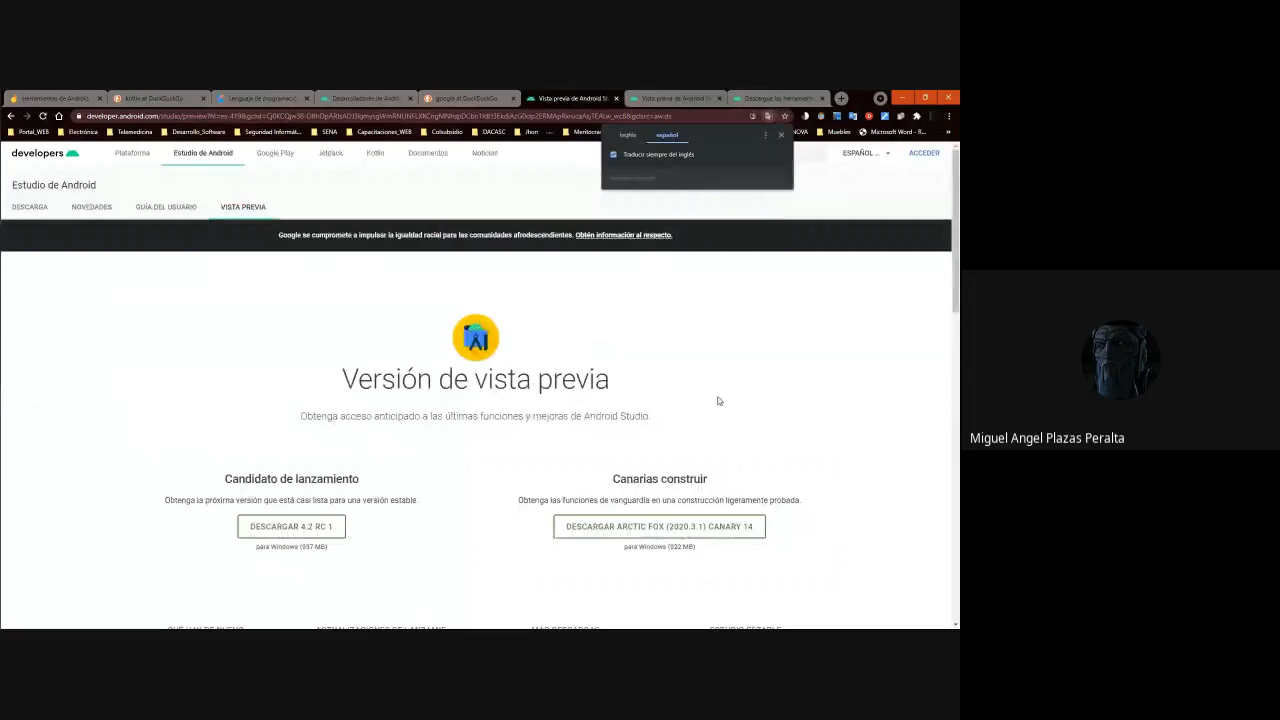 Herramientas de Android
kotlin at DuckDuckGo
Lenguaje de programació
Desarrolladores de Andro
google at DuckDuckGo
Vista previa de Android S
Vista previa de Android
Descargue las herramien
developer.android.com/studio/preview
Portal_WEB
Electrónica
Telemedicina
Desarrollo_Software
Seguridad Informát...
SENA
Capacitaciones_WEB
Colsubsidio
DACASC
Jhon ...
Meritocrac
NOVA
Muebles
Microsoft Word - R...
Inglés español
Traducir siempre del inglés
developers
Plataforma
Estudio de Android
Google Play
Jetpack
Kotlin
Documentos
Noticias
ESPAÑOL ...
ACCEDER
Estudio de Android
DESCARGA NOVEDADES GUÍA DEL USUARIO VISTA PREVIA
Google se compromete a impulsar la igualdad racial para las comunidades afrodescendientes. Obtén información al respecto.
Versión de vista previa
Obtenga acceso anticipado a las últimas funciones y mejoras de Android Studio.
Candidato de lanzamiento
Obtenga la próxima versión que está casi lista para una versión estable.
DESCARGAR 4.2 RC 1
para Windows (937 MB)
Canarias construir
Obtenga las funciones de vanguardia en una construcción ligeramente probada.
DESCARGAR ARCTIC FOX (2020.3.1) CANARY 14
para Windows (922 MB)
Miguel Angel Plazas Peralta